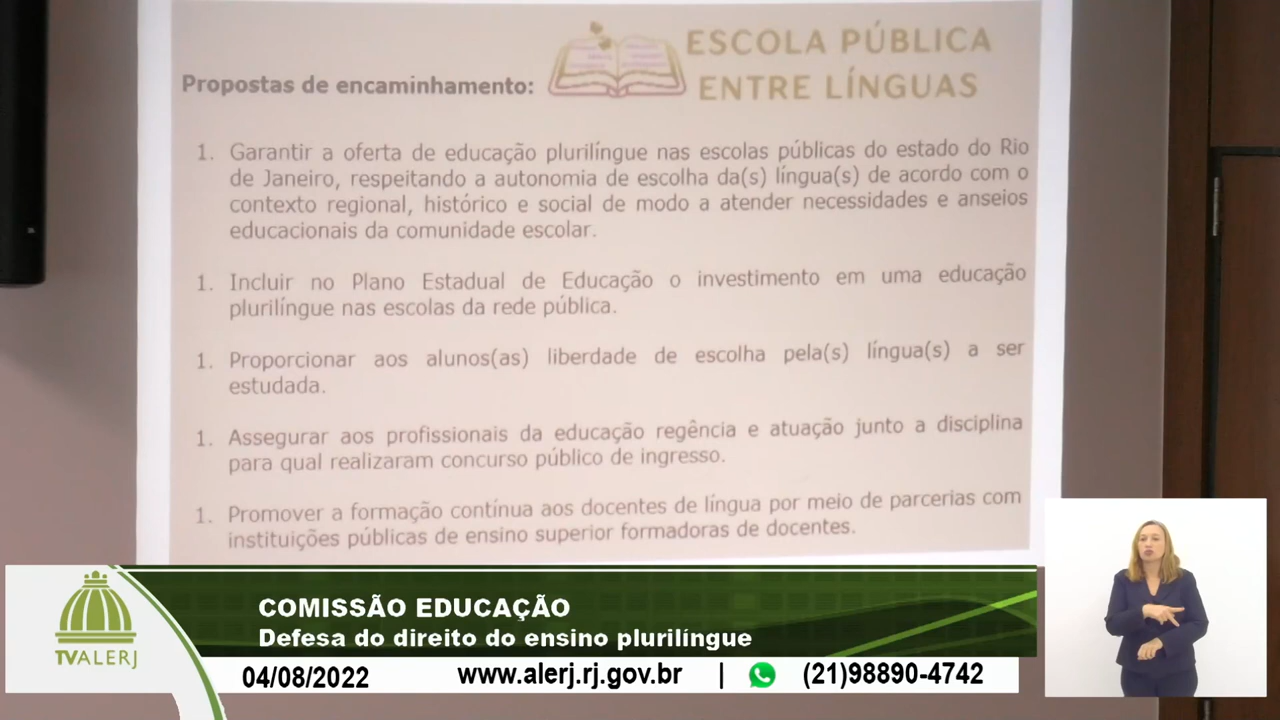 ESCOLA PÚBLICA
ENTRE LÍNGUAS
Propostas de encaminhamento:
1. Garantir a oferta de educação plurilíngue nas escolas públicas do estado do Rio
de Janeiro, respeitando a autonomia de escolha da(s) língua(s) de acordo com o
contexto regional, histórico e social de modo a atender necessidades e anseios
educacionais da comunidade escolar.
1. Incluir no Plano Estadual de Educação o investimento em uma educação
plurilíngue nas escolas da rede pública.
1. Proporcionar aos alunos(as) liberdade de escolha pela(s) língua(s) a ser
estudada.
1. Assegurar aos profissionais da educação regência e atuação junto a disciplina
para qual realizaram concurso público de ingresso.
1. Promover a formação contínua aos docentes de língua por meio de parcerias com
instituições públicas de ensino superior formadoras de docentes.
COMISSÃO EDUCAÇÃO
Defesa do direito do ensino plurilíngue
TVALERJ
04/08/2022 www.alerj.rj.gov.br | (21)98890-4742